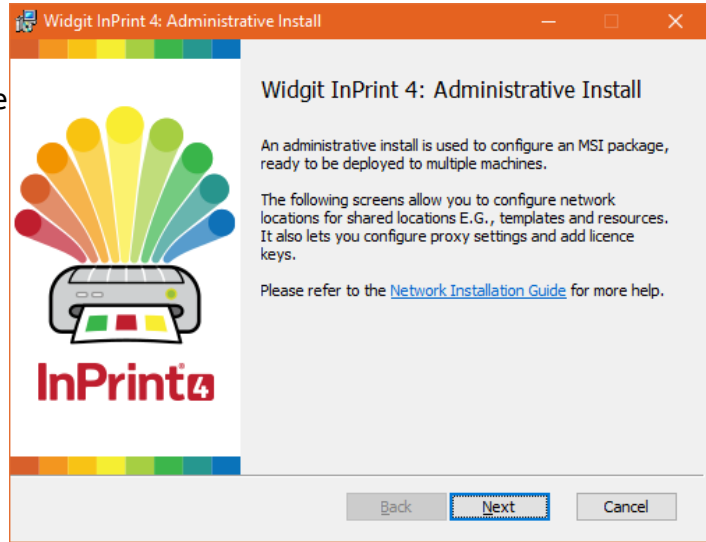 Widgit InPrint 4: Administrative Install
e
Widgit InPrint 4: Administrative Install
An administrative install is used to configure an MSI package,
ready to be deployed to multiple machines.
The following screens allow you to configure network
locations for shared locations E.G., templates and resources.
It also lets you configure proxy settings and add licence
keys.
Please refer to the Network Installation Guide for more help.
InPrint 4
Back Next Cancel